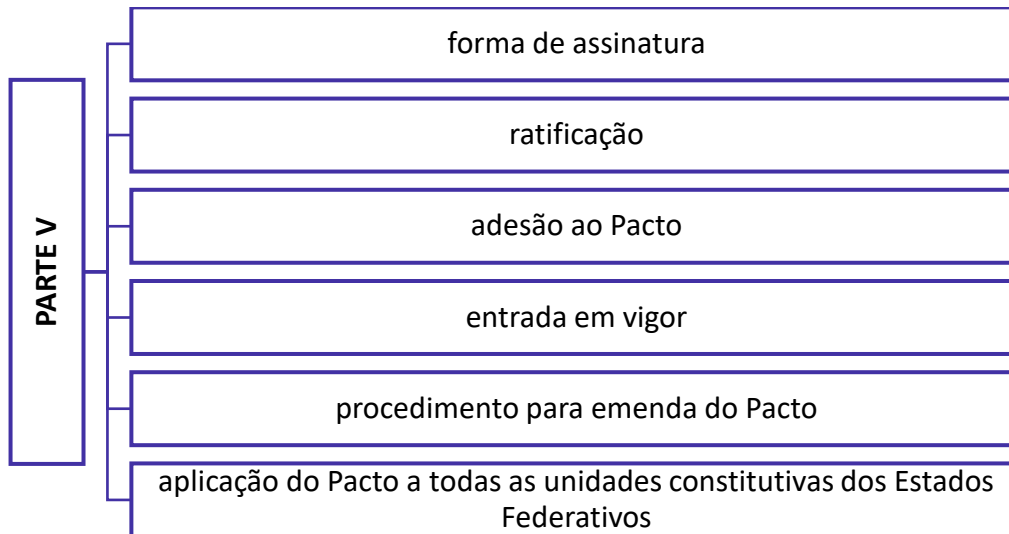 PARTE V
forma de assinatura
ratificação
adesão ao Pacto
entrada em vigor
procedimento para emenda do Pacto
aplicação do Pacto a todas as unidades constitutivas dos Estados
Federativos